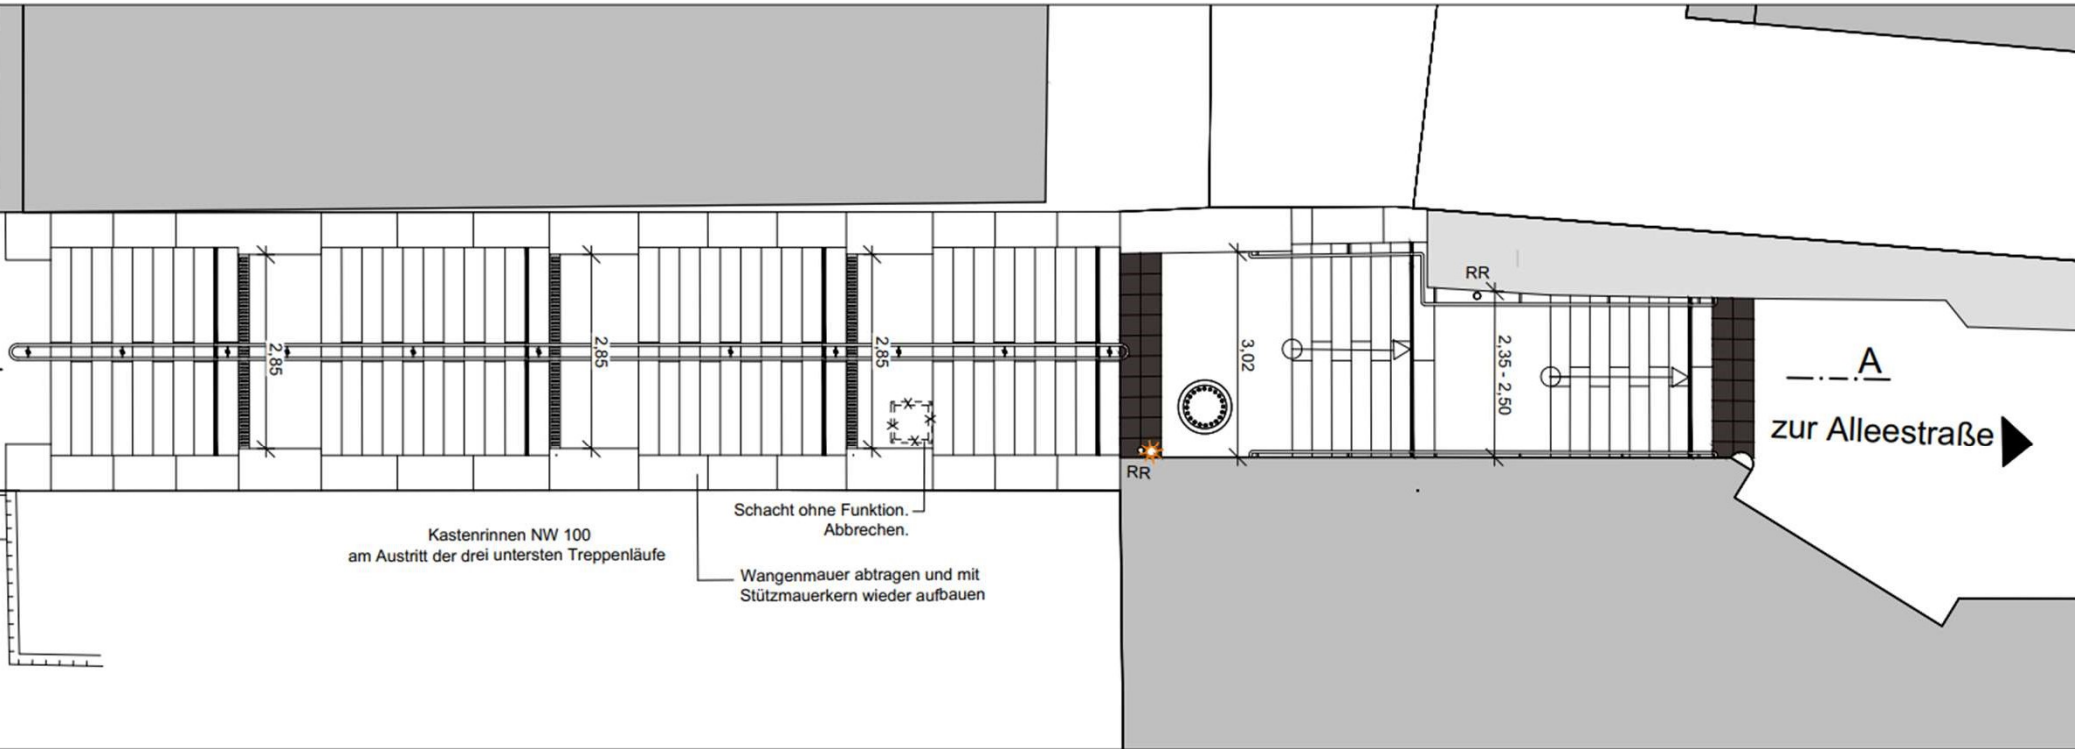 RR
2,85
2,85
2,85
3,02
2,35 - 2,50
A
zur Alleestraße
RR
Schacht ohne Funktion.
Abbrechen.
Kastenrinnen NW 100
am Austritt der drei untersten Treppenläufe
Wangenmauer abtragen und mit
Stützmauerkern wieder aufbauen